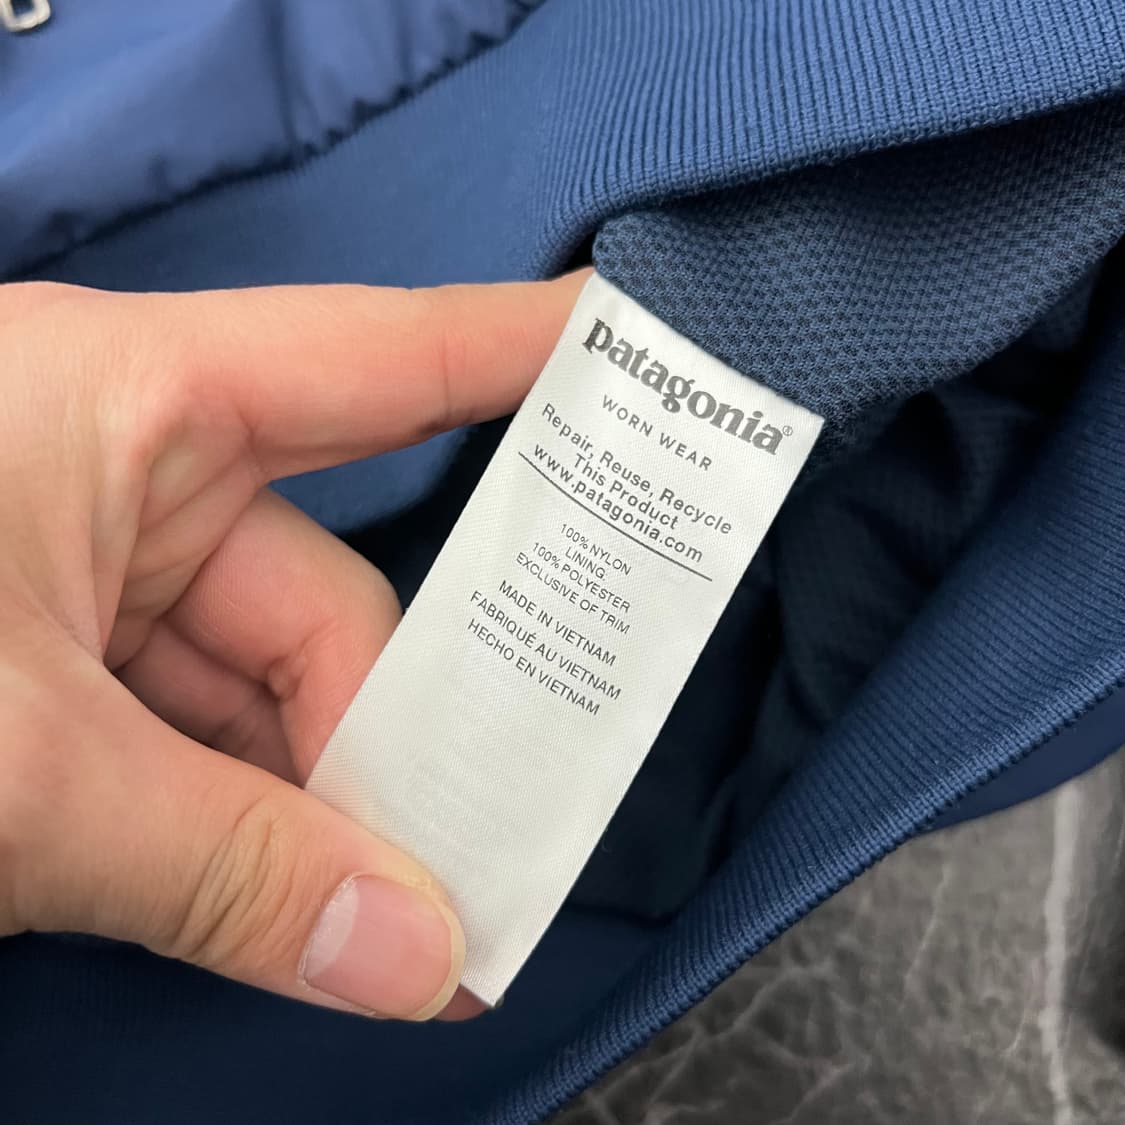 patagonia®
WORN WEAR
Repair, Reuse, Recycle
This Product
www.patagonia.com
100% NYLON
LINING
100% POLYESTER
EXCLUSIVE OF TRIM
MADE IN VIETNAM
FABRIQUÉ AU VIETNAM
HECHO EN VIETNAM